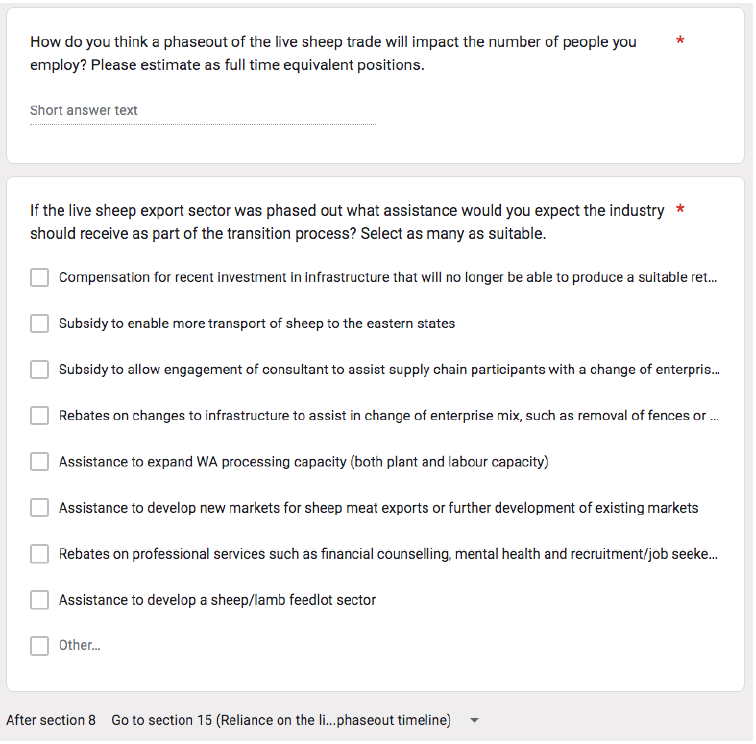 How do you think a phaseout of the live sheep trade will impact the number of people you *
employ? Please estimate as full time equivalent positions.
Short answer text
If the live sheep export sector was phased out what assistance would you expect the industry *
should receive as part of the transition process? Select as many as suitable.
Compensation for recent investment in infrastructure that will no longer be able to produce a suitable ret...
Subsidy to enable more transport of sheep to the eastern states
Subsidy to allow engagement of consultant to assist supply chain participants with a change of enterpris...
Rebates on changes to infrastructure to assist in change of enterprise mix, such as removal of fences or ...
Assistance to expand WA processing capacity (both plant and labour capacity)
Assistance to develop new markets for sheep meat exports or further development of existing markets
Rebates on professional services such as financial counselling, mental health and recruitment/job seeke...
Assistance to develop a sheep/lamb feedlot sector
Other...
After section 8 Go to section 15 (Reliance on the li...phaseout timeline)